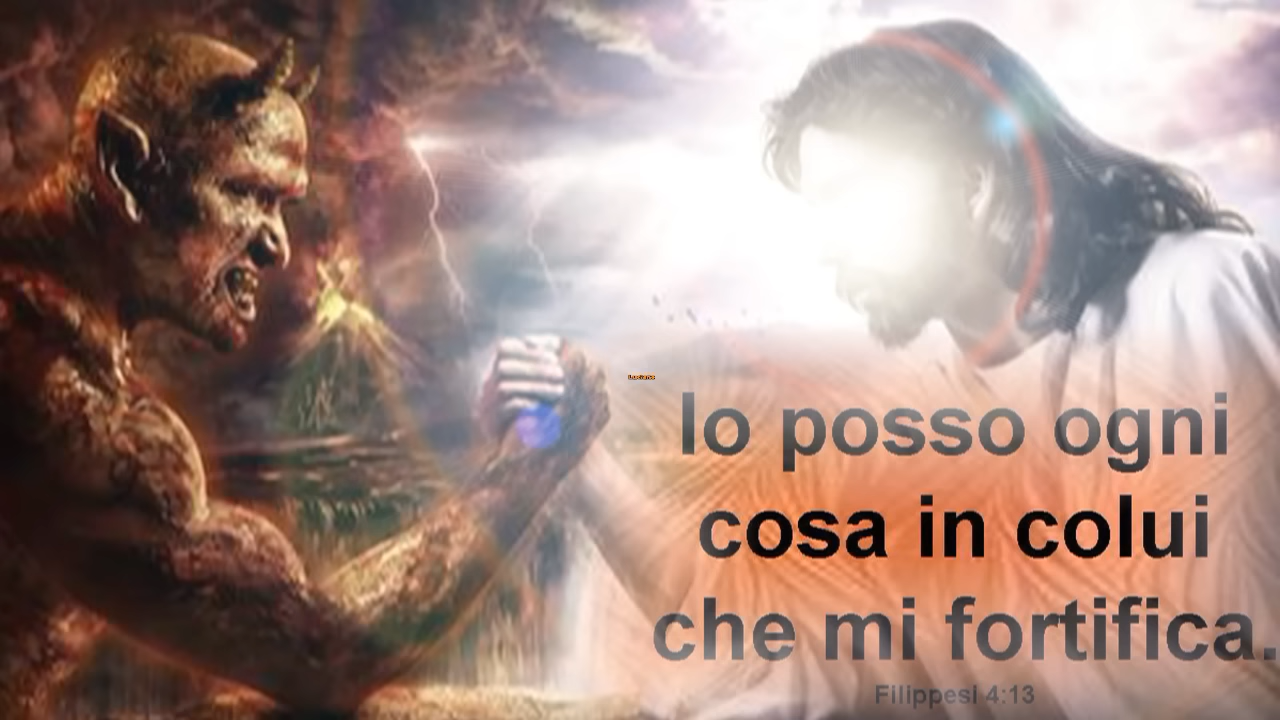 Io posso ogni
cosa in colui
che mi fortifica.
Filippesi 4:13